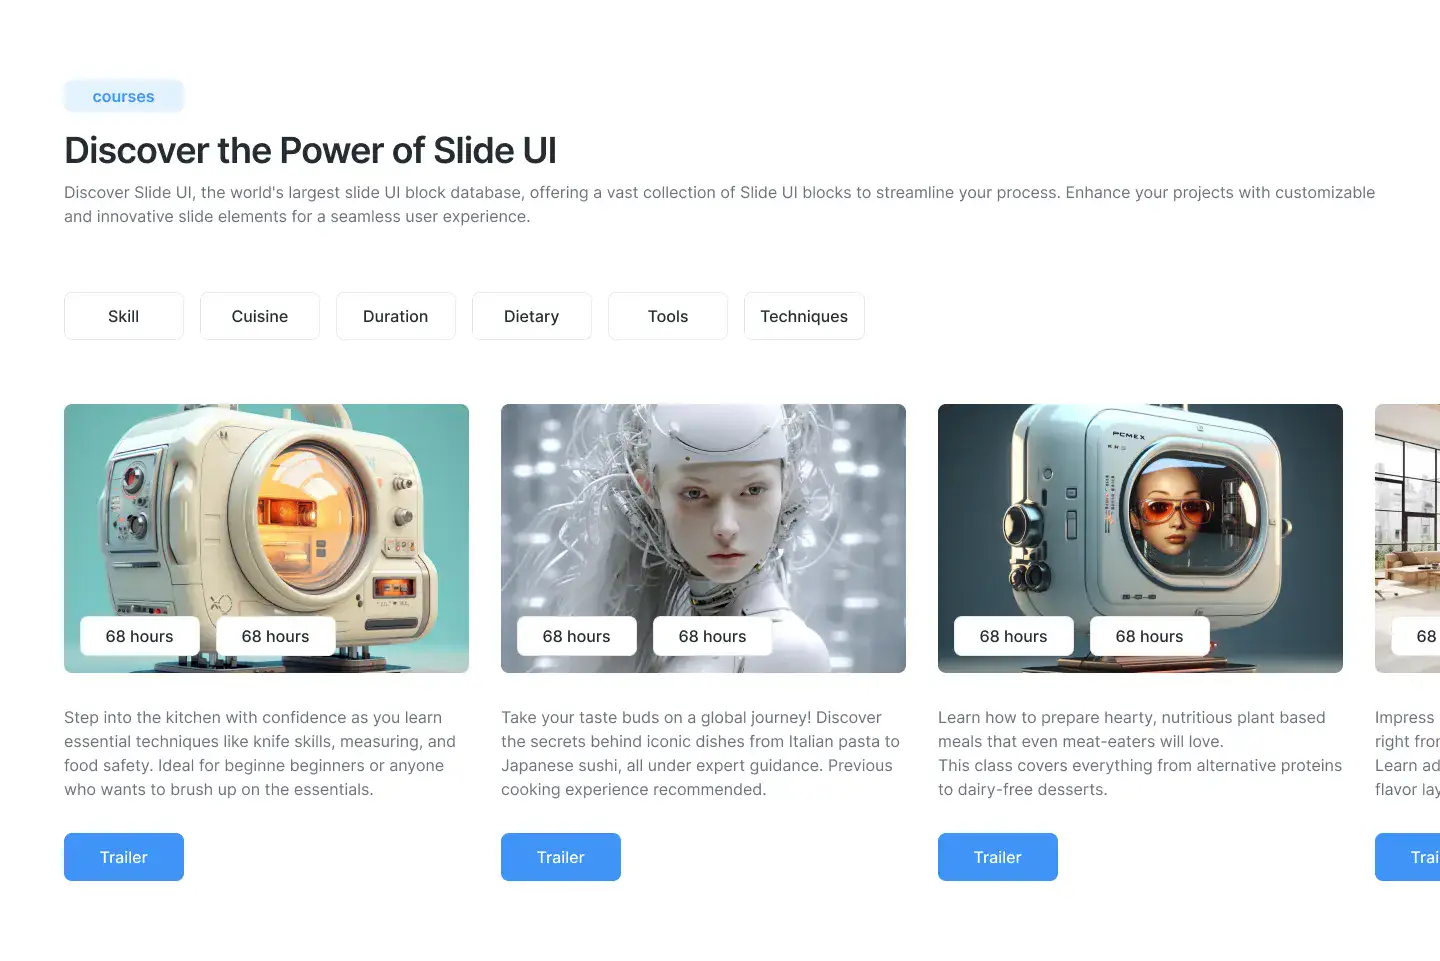 courses
Discover the Power of Slide UI
Discover Slide UI, the world's largest slide UI block database, offering a vast collection of Slide UI blocks to streamline your process. Enhance your projects with customizable
and innovative slide elements for a seamless user experience.
Skill
Cuisine
Duration
Dietary
Tools
Techniques
68 hours
68 hours
Step into the kitchen with confidence as you learn
essential techniques like knife skills, measuring, and
food safety. Ideal for beginne beginners or anyone
who wants to brush up on the essentials.
Trailer
68 hours
68 hours
Take your taste buds on a global journey! Discover
the secrets behind iconic dishes from Italian pasta to
Japanese sushi, all under expert guidance. Previous
cooking experience recommended.
Trailer
PCMEX
68 hours
68 hours
Learn how to prepare hearty, nutritious plant based
meals that even meat-eaters will love.
This class covers everything from alternative proteins
to dairy-free desserts.
Trailer
68
Impress
right
Learn
flavor